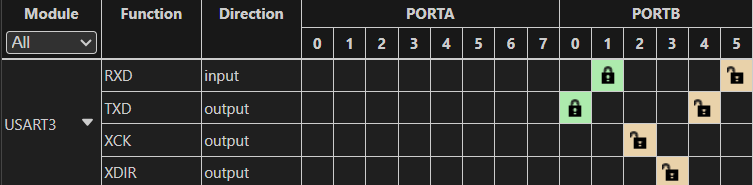 Module Function Direction PORTA PORTB
All 0 1 2 3 4 5 6 7 0 1 2 3 4 5
USART3
RXD input
TXD output
XCK output
XDIR output